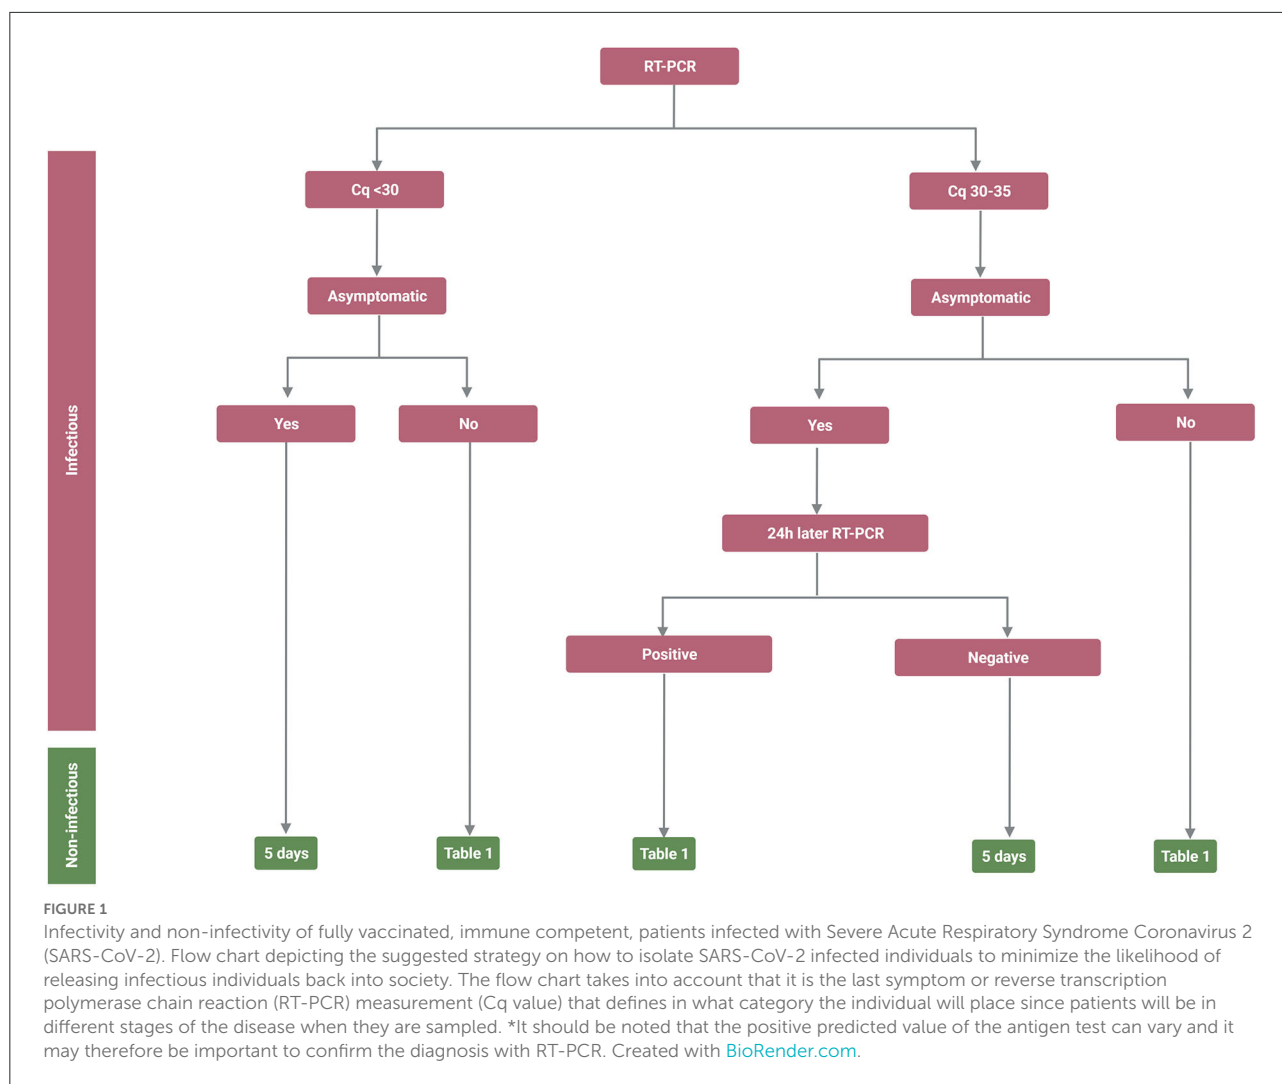 RT-PCR
Cq <30
Cq 30-35
Asymptomatic
Asymptomatic
Yes
No
Yes
No
24h later RT-PCR
Positive
Negative
Infectious
Non-infectious
5 days
Table 1
Table 1
5 days
Table 1
FIGURE 1
Infectivity and non-infectivity of fully vaccinated, immune competent, patients infected with Severe Acute Respiratory Syndrome Coronavirus 2
(SARS-CoV-2). Flow chart depicting the suggested strategy on how to isolate SARS-CoV-2 infected individuals to minimize the likelihood of
releasing infectious individuals back into society. The flow chart takes into account that it is the last symptom or reverse transcription
polymerase chain reaction (RT-PCR) measurement (Cq value) that defines in what category the individual will place since patients will be in
different stages of the disease when they are sampled. *It should be noted that the positive predicted value of the antigen test can vary and it
may therefore be important to confirm the diagnosis with RT-PCR. Created with BioRender.com.